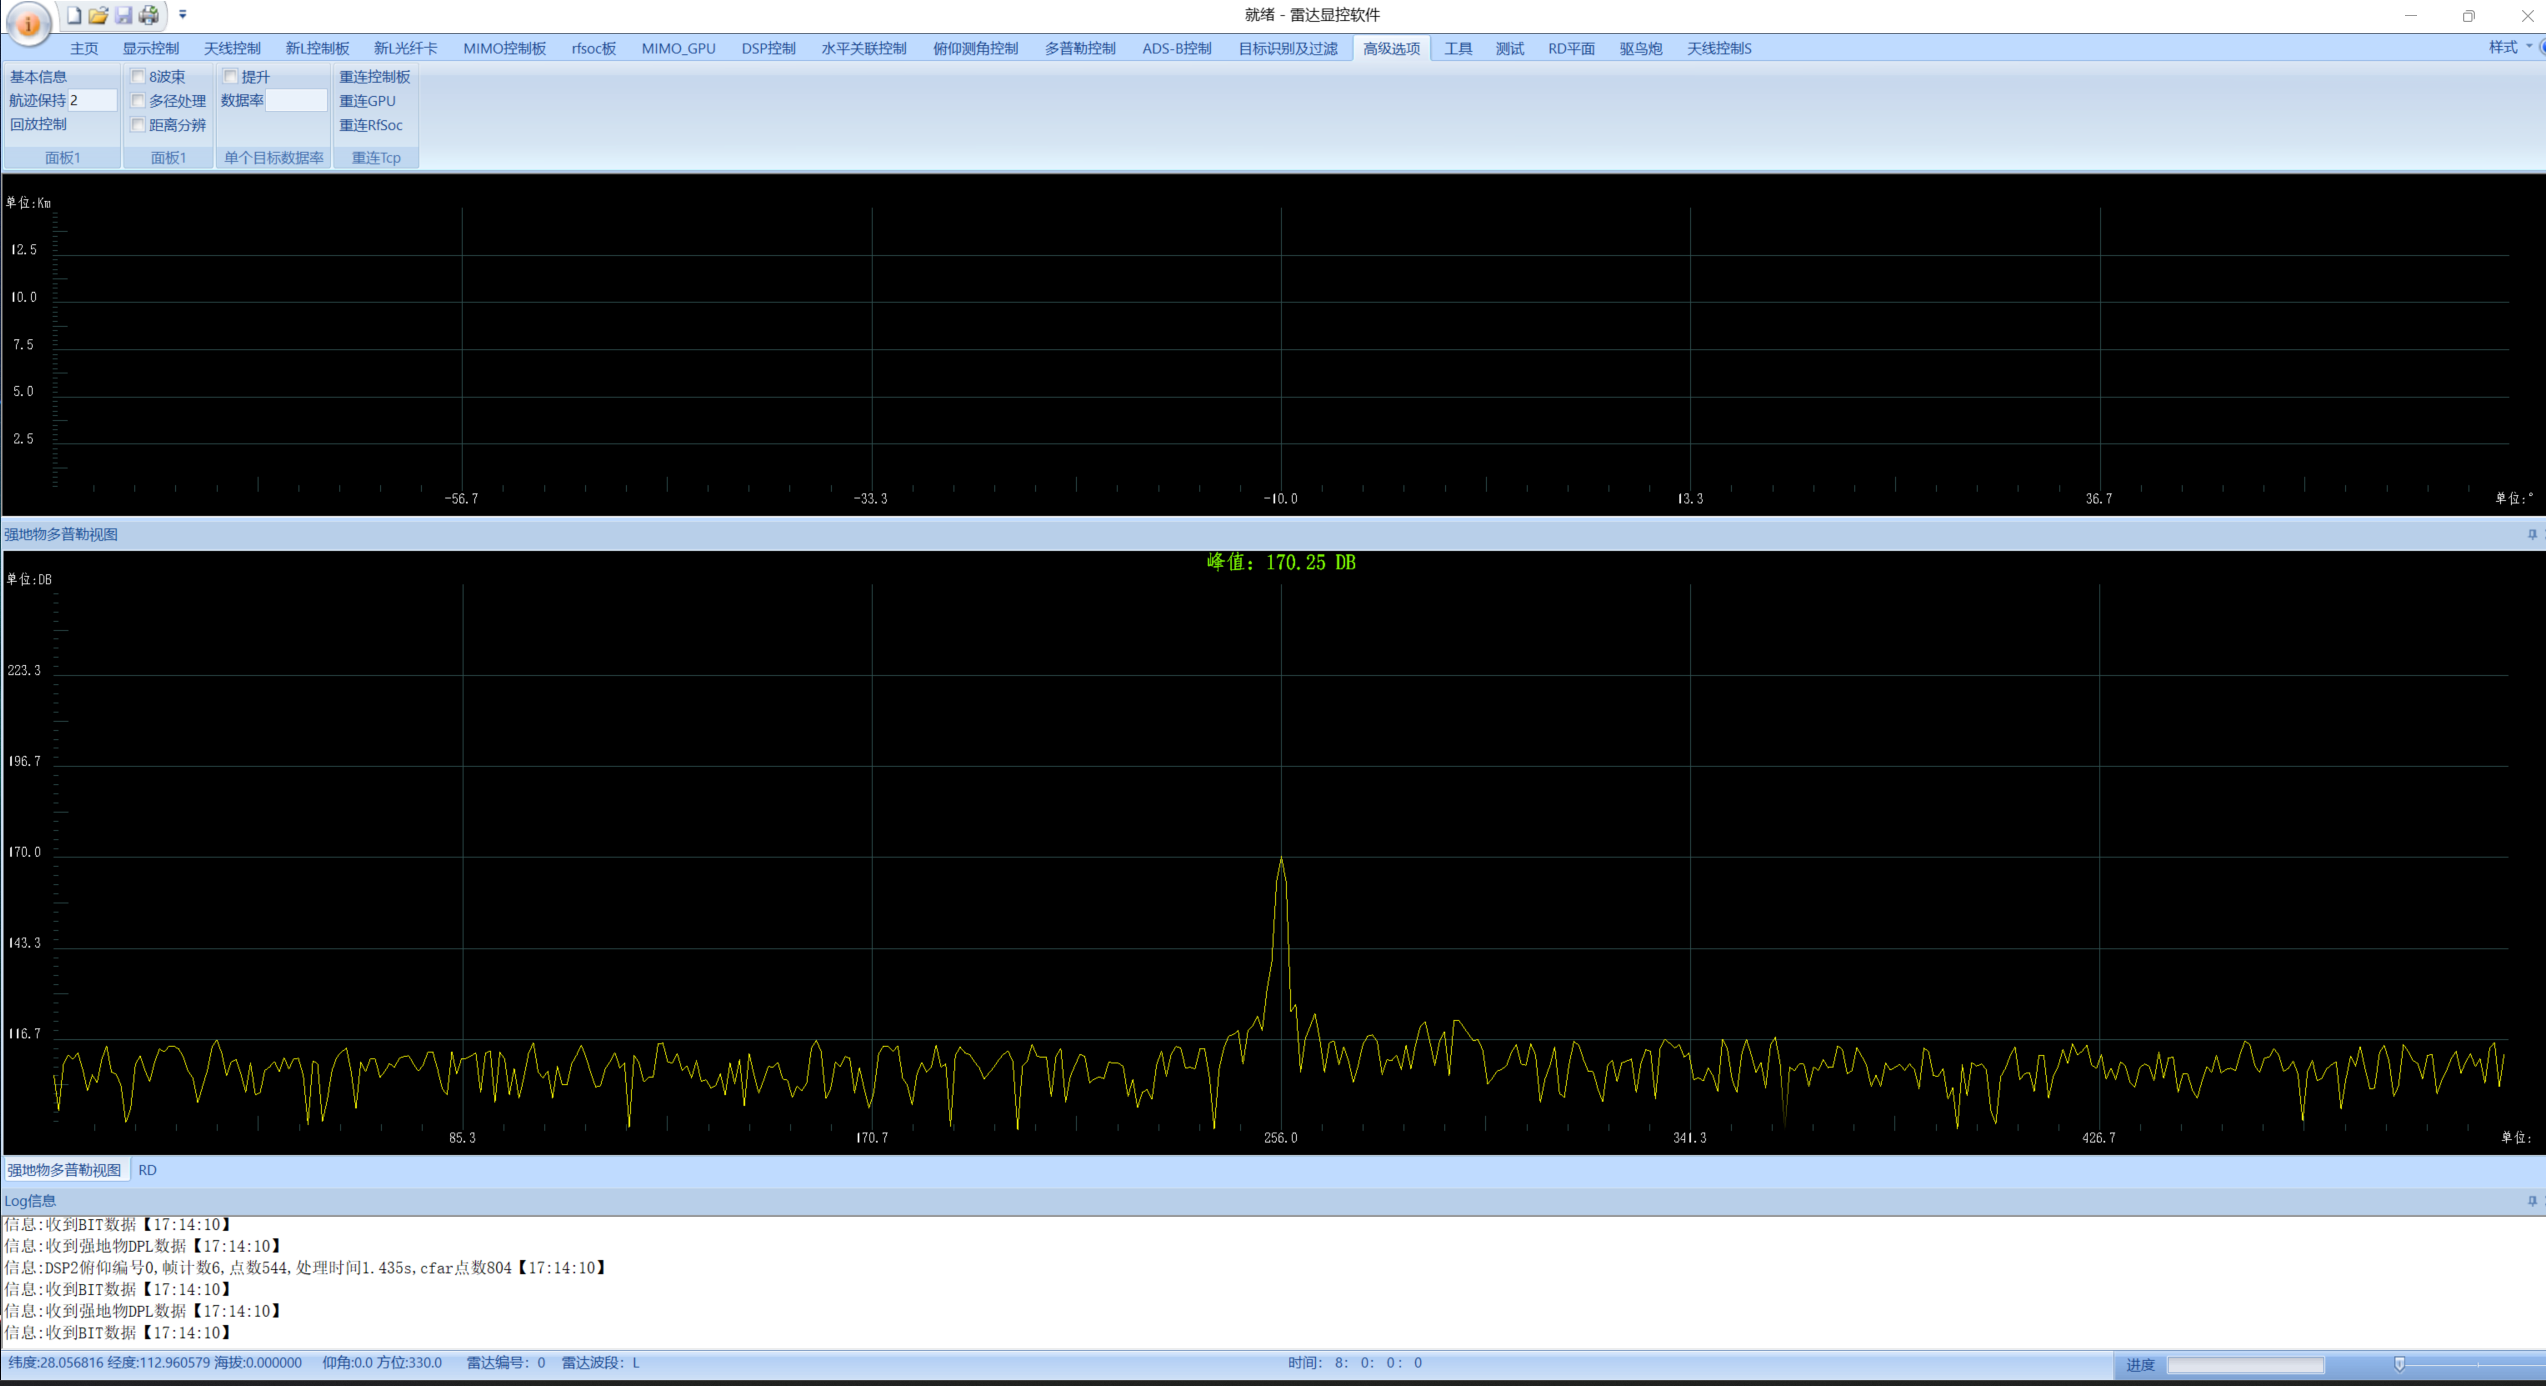 就绪 - 雷达显控软件
主页 显示控制 天线控制 新L控制板 新L光纤卡 MIMO控制板 rfsoc板 MIMO_GPU DSP控制 水平关联控制 俯仰测角控制 多普勒控制 ADS-B控制 目标识别及过滤 高级选项 工具 测试 RD平面 驱鸟炮 天线控制S 样式
基本信息 8波束 提升 重连控制板
航迹保持 2 多径处理 数据率 重连GPU
回放控制 距离分辨 重连RfSoc
面板1 面板1 单个目标数据率 重连Tcp
单位:Km
12.5
10.0
7.5
5.0
2.5
-56.7 -33.3 -10.0 13.3 36.7 单位:°
强地物多普勒视图
峰值: 170.25 DB
单位:DB
223.3
196.7
170.0
143.3
116.7
85.3 170.7 256.0 341.3 426.7 单位:
强地物多普勒视图 RD
Log信息
信息:收到BIT数据【17:14:10】
信息:收到强地物DPL数据【17:14:10】
信息:DSP2俯仰编号0,帧计数6,点数544,处理时间1.435s,cfar点数804【17:14:10】
信息:收到BIT数据【17:14:10】
信息:收到强地物DPL数据【17:14:10】
信息:收到BIT数据【17:14:10】
纬度:28.056816 经度:112.960579 海拔:0.000000 仰角:0.0 方位:330.0 雷达编号: 0 雷达波段: L 时间: 8: 0: 0: 0 进度